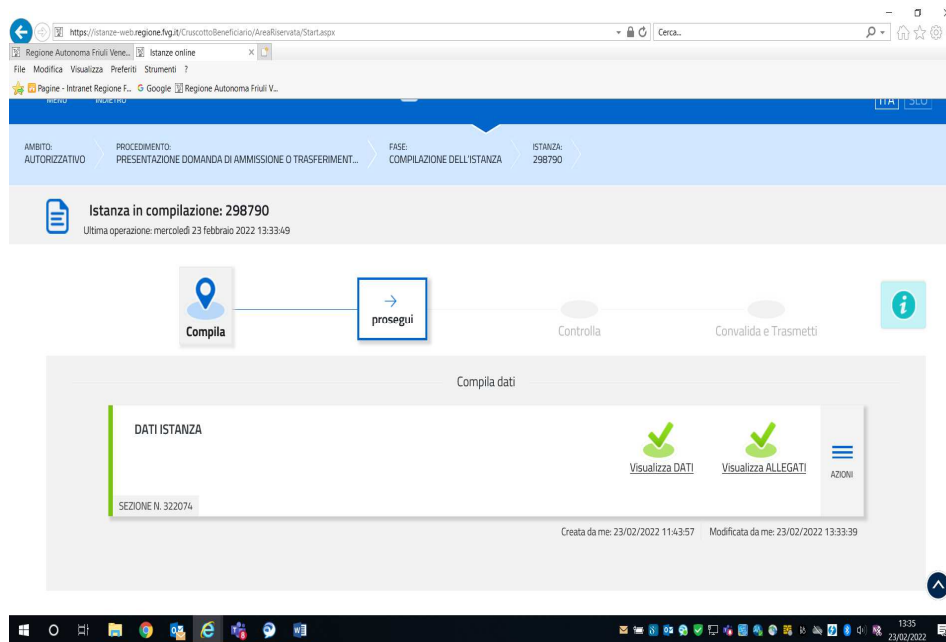 https://istanze-web.regione.fvg.it/CruscottoBeneficiario/AreaRiservata/Start.aspx
Cerca...
Regione Autonoma Friuli Vene...
Istanze online
File Modifica Visualizza Preferiti Strumenti ?
Pagine - Intranet Regione F... Google Regione Autonoma Friuli V...
MENU INDIETRO
ITA SLO
AMBITO: PROCEDIMENTO: FASE: ISTANZA:
AUTORIZZATIVO PRESENTAZIONE DOMANDA DI AMMISSIONE O TRASFERIMENT... COMPILAZIONE DELL'ISTANZA 298790
Istanza in compilazione: 298790
Ultima operazione: mercoledì 23 febbraio 2022 13:33:49
prosegui
Compila
Controlla
Convalida e Trasmetti
Compila dati
DATI ISTANZA
Visualizza DATI Visualizza ALLEGATI
AZIONI
SEZIONE N. 322074
Creata da me: 23/02/2022 11:43:57 Modificata da me: 23/02/2022 13:33:39
13:35
23/02/2022